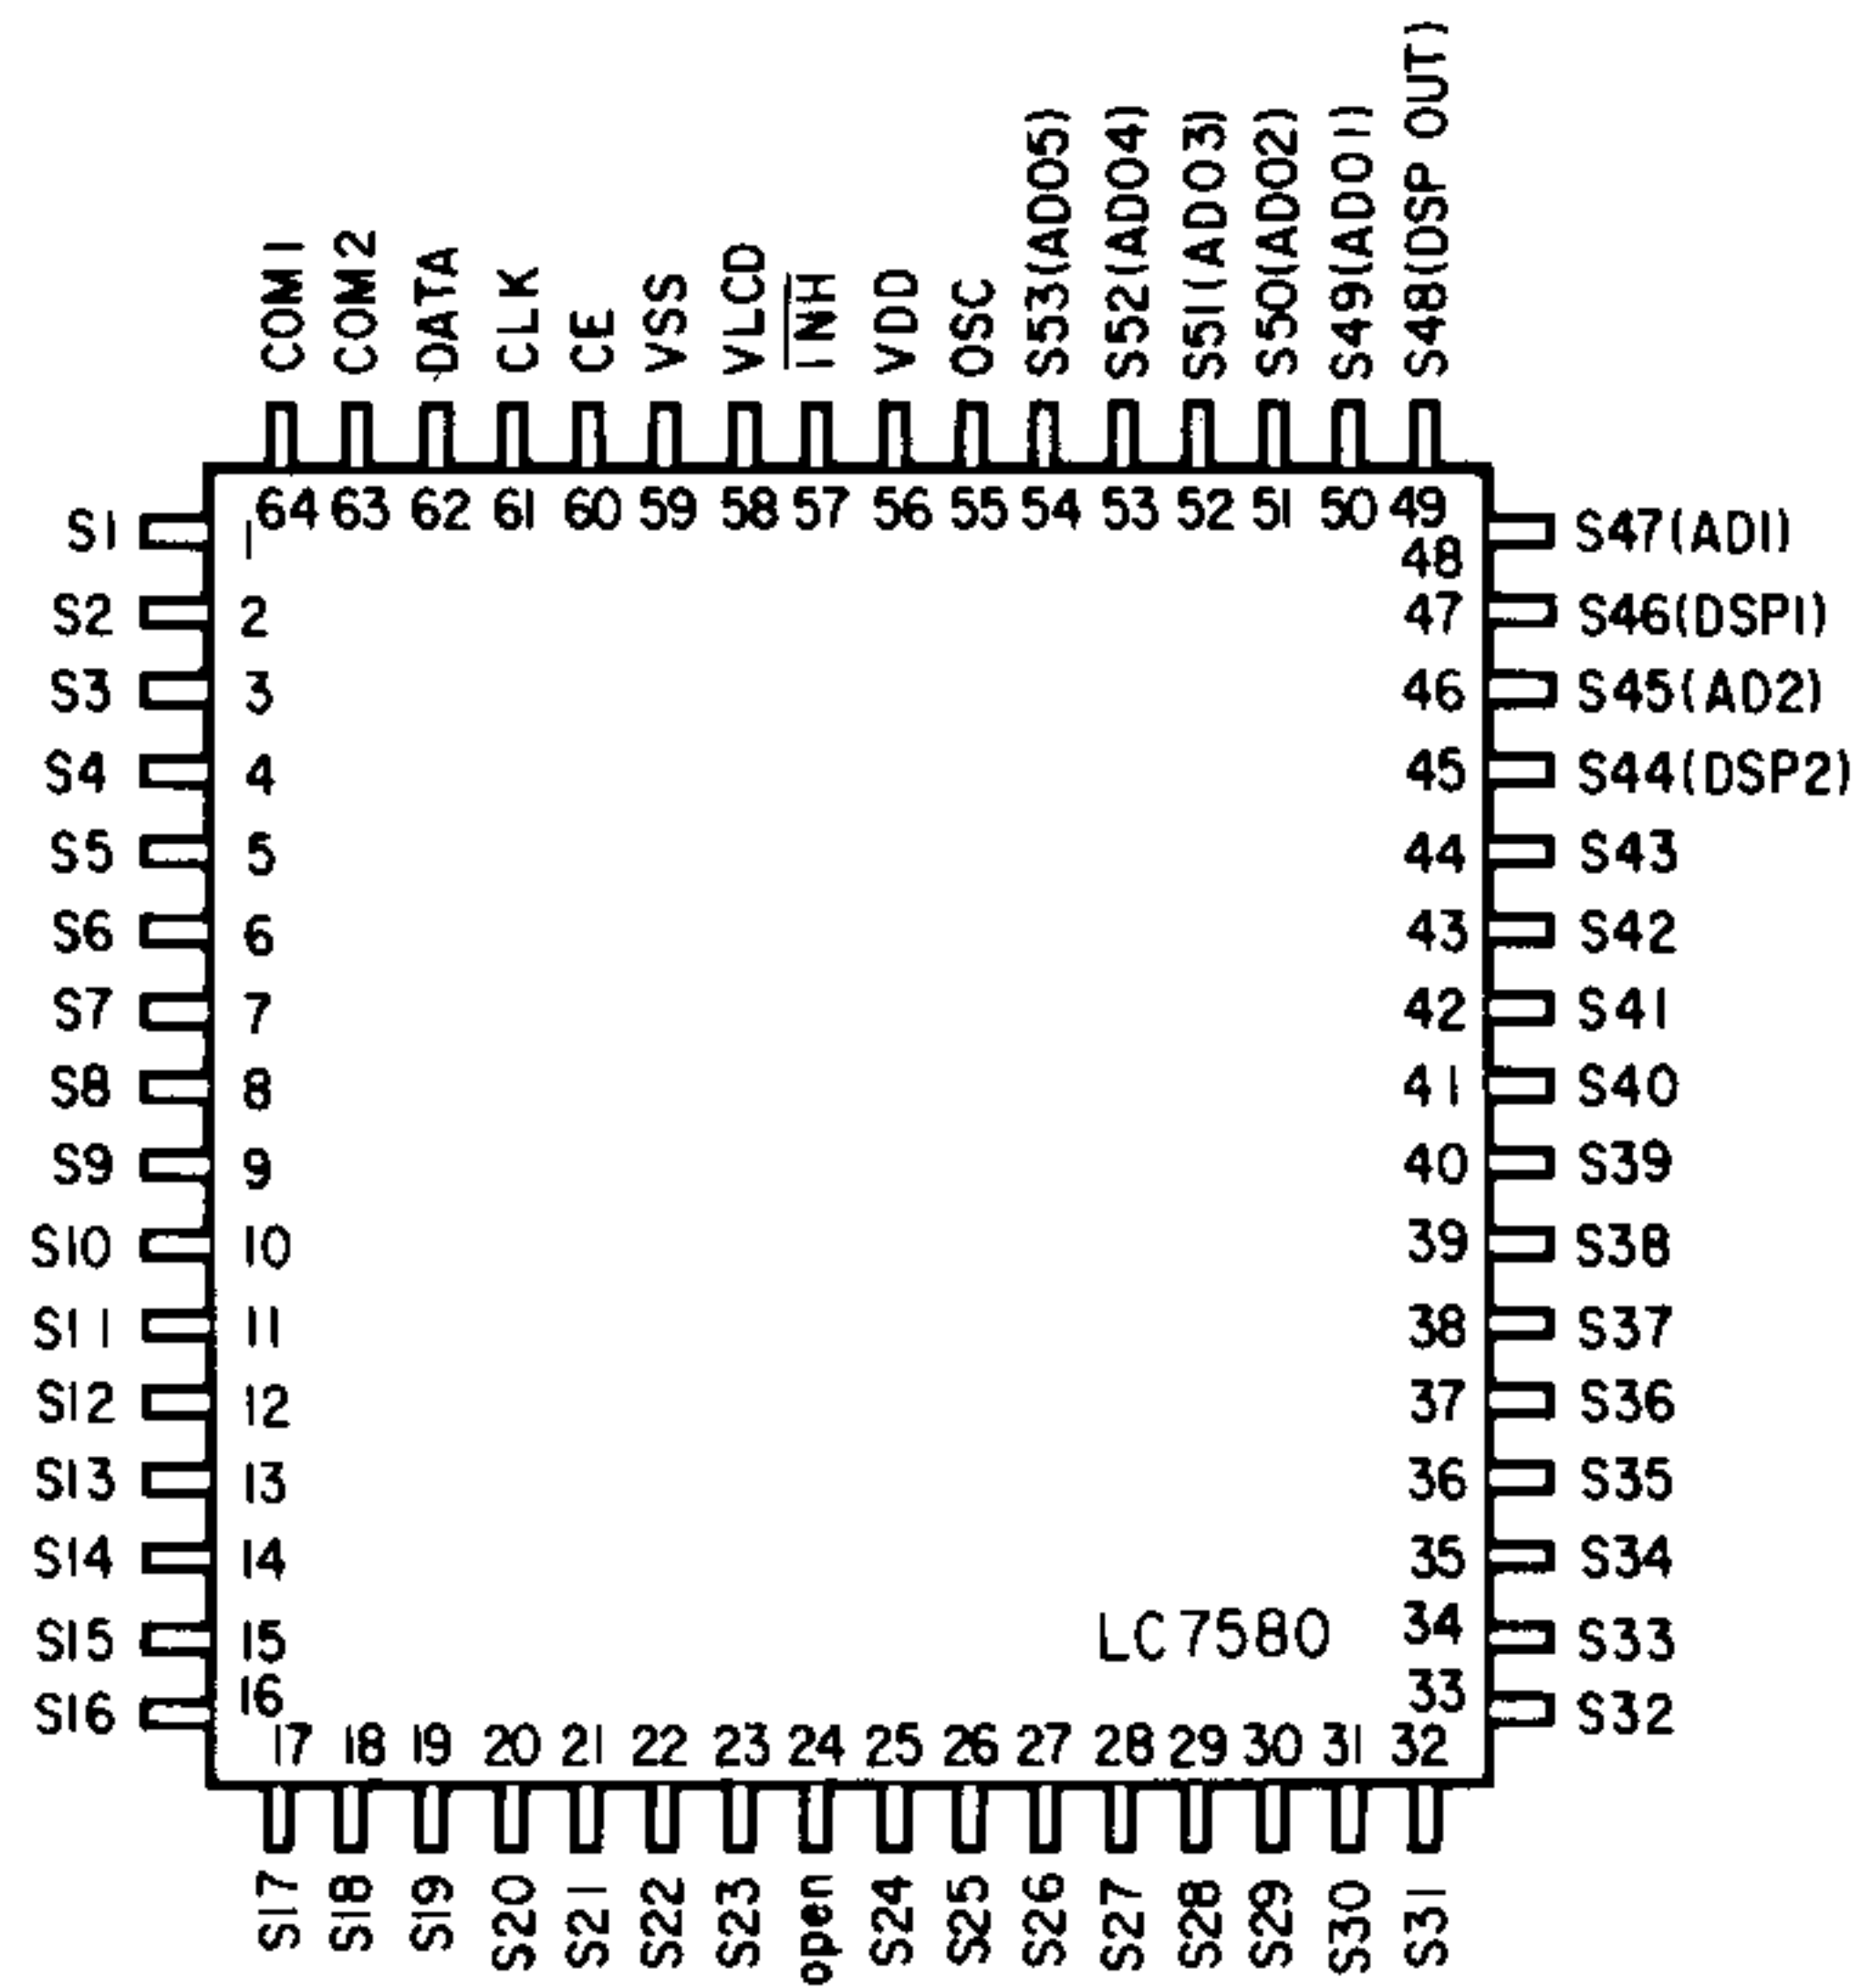 COM1 COM2 DATA CLK CE VSS VLCD INH VDD OSC S53(AD05) S52(AD04) S51(AD03) S50(AD02) S49(AD01) S48(DSP OUT)
64 63 62 61 60 59 58 57 56 55 54 53 52 51 50 49
S1 1 48 S47(AD1)
S2 2 47 S46(DSP1)
S3 3 46 S45(AD2)
S4 4 45 S44(DSP2)
S5 5 44 S43
S6 6 43 S42
S7 7 42 S41
S8 8 41 S40
S9 9 40 S39
S10 10 39 S38
S11 11 38 S37
S12 12 37 S36
S13 13 36 S35
S14 14 35 S34
S15 15 LC7580 34 S33
S16 16 33 S32
17 18 19 20 21 22 23 24 25 26 27 28 29 30 31 32
S17 S18 S19 S20 S21 S22 S23 open S24 S25 S26 S27 S28 S29 S30 S31